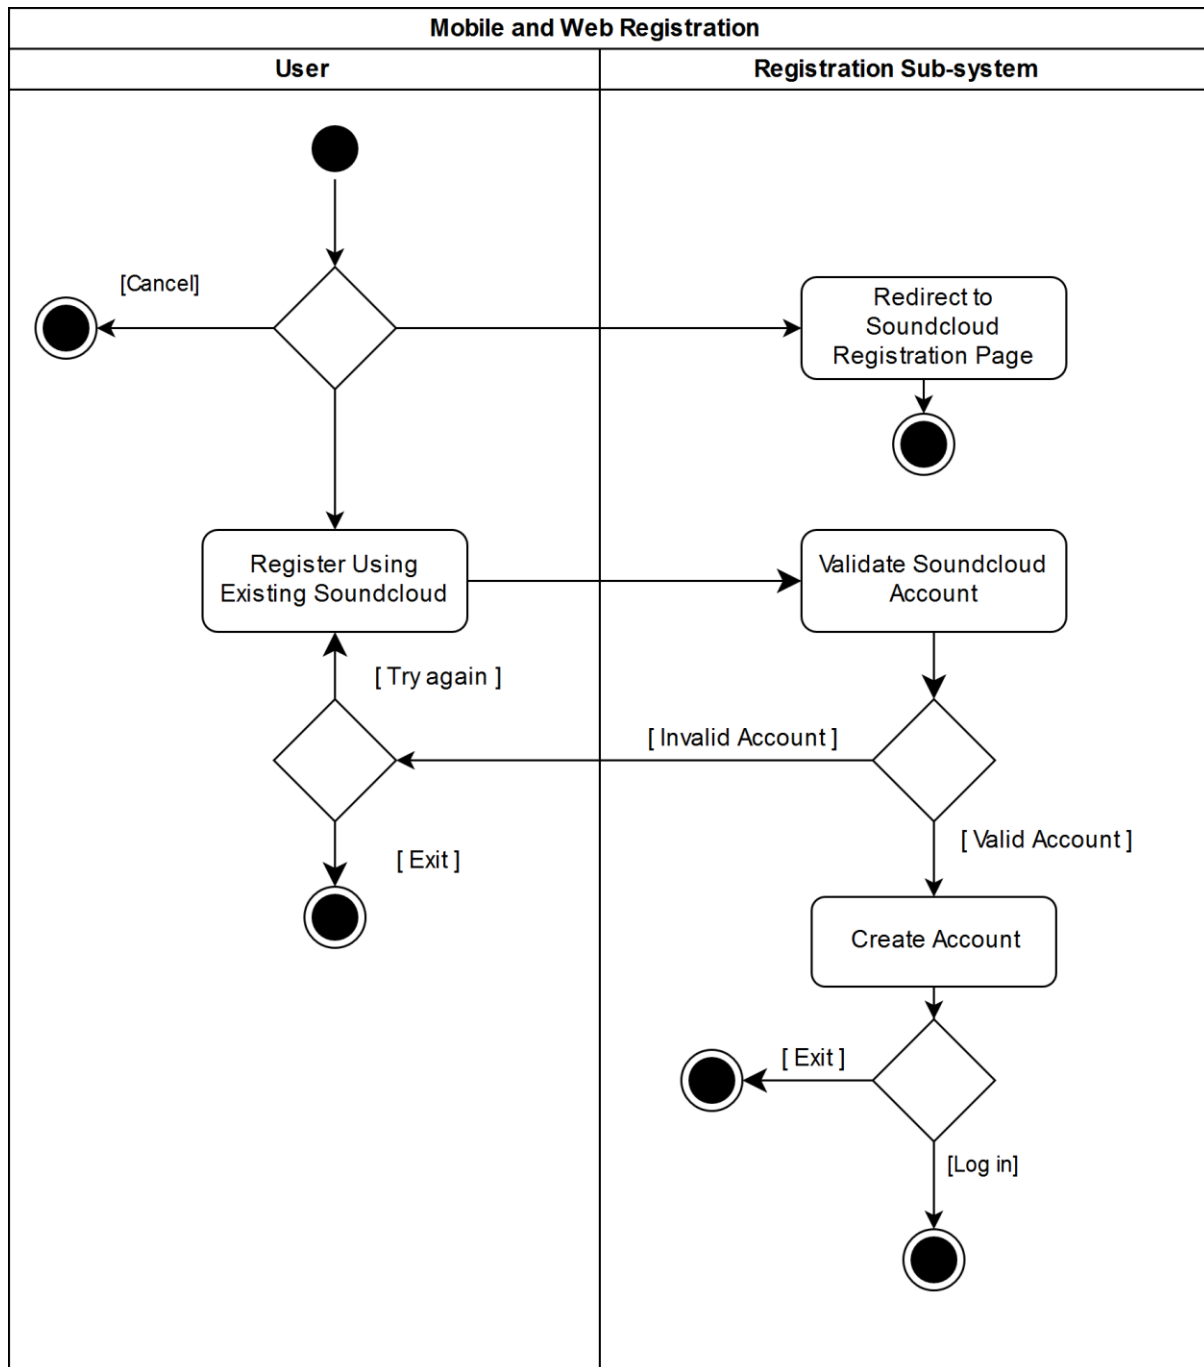 Mobile and Web Registration
User
Registration Sub-system
[Cancel]
Redirect to
Soundcloud
Registration Page
Register Using
Existing Soundcloud
Validate Soundcloud
Account
[ Try again ]
[ Invalid Account ]
[ Exit ]
[ Valid Account ]
Create Account
[ Exit ]
[Log in]